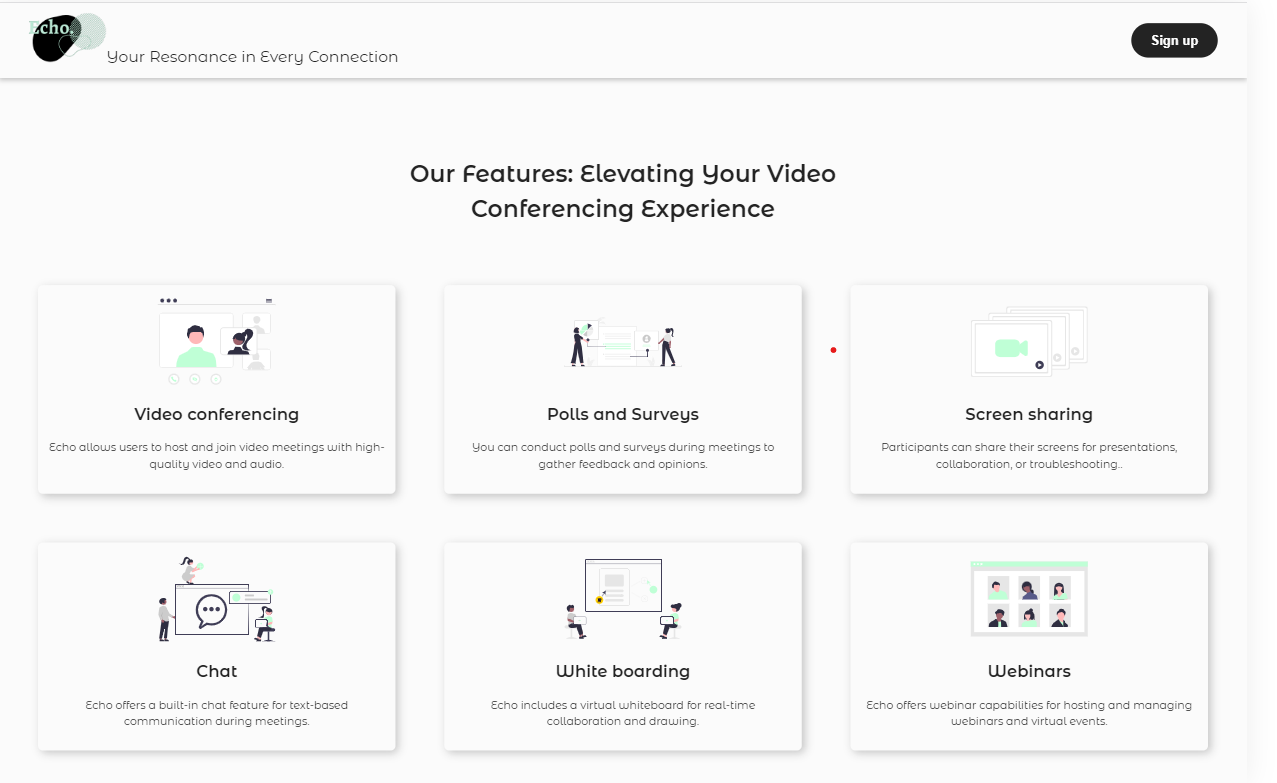 Echo.
Your Resonance in Every Connection
Sign up
Our Features: Elevating Your Video
Conferencing Experience
Video conferencing
Echo allows users to host and join video meetings with high-
quality video and audio.
Polls and Surveys
You can conduct polls and surveys during meetings to
gather feedback and opinions.
Screen sharing
Participants can share their screens for presentations,
collaboration, or troubleshooting..
Chat
Echo offers a built-in chat feature for text-based
communication during meetings.
White boarding
Echo includes a virtual whiteboard for real-time
collaboration and drawing.
Webinars
Echo offers webinar capabilities for hosting and managing
webinars and virtual events.